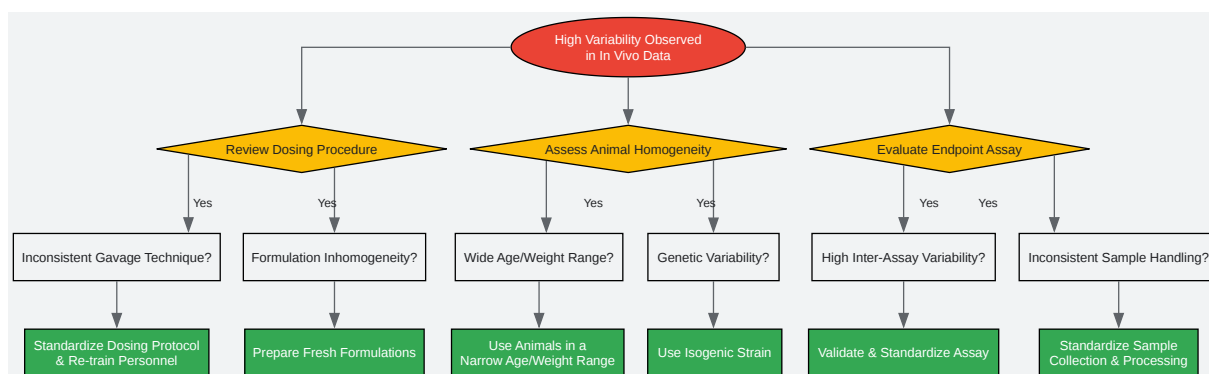 High Variability Observed
in In Vivo Data
Review Dosing Procedure
Assess Animal Homogeneity
Evaluate Endpoint Assay
Yes
Yes
Yes
Yes
Yes
Yes
Inconsistent Gavage Technique?
Formulation Inhomogeneity?
Wide Age/Weight Range?
Genetic Variability?
High Inter-Assay Variability?
Inconsistent Sample Handling?
Standardize Dosing Protocol
& Re-train Personnel
Prepare Fresh Formulations
Use Animals in a
Narrow Age/Weight Range
Use Isogenic Strain
Validate & Standardize Assay
Standardize Sample
Collection & Processing